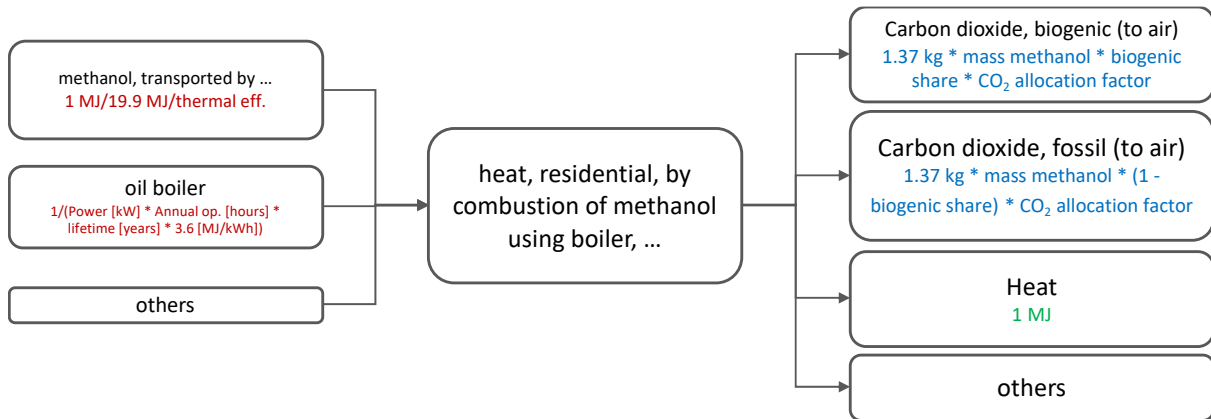 methanol, transported by …
1 MJ/19.9 MJ/thermal eff.
oil boiler
1/(Power [kW] * Annual op. [hours] *
lifetime [years] * 3.6 [MJ/kWh])
others
heat, residential, by
combustion of methanol
using boiler, …
Carbon dioxide, biogenic (to air)
1.37 kg * mass methanol * biogenic
share * CO₂ allocation factor
Carbon dioxide, fossil (to air)
1.37 kg * mass methanol * (1 -
biogenic share) * CO₂ allocation factor
Heat
1 MJ
others